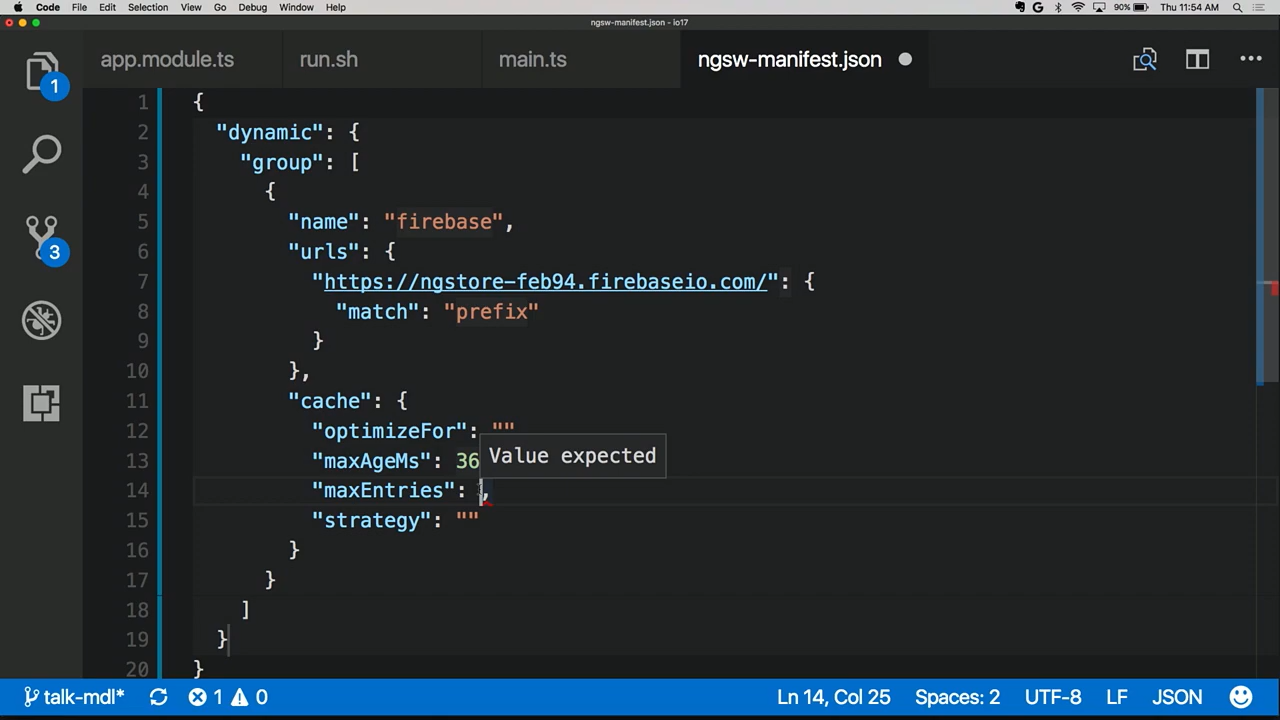 Code File Edit Selection View Go Debug Window Help 90% Thu 11:54 AM
ngsw-manifest.json - io17
app.module.ts run.sh main.ts ngsw-manifest.json
1 {
2 "dynamic": {
3 "group": [
4 {
5 "name": "firebase",
6 "urls": {
7 "https://ngstore-feb94.firebaseio.com/": {
8 "match": "prefix"
9 }
10 },
11 "cache": {
12 "optimizeFor": ""
13 "maxAgeMs": 36
Value expected
14 "maxEntries": ,
15 "strategy": ""
16 }
17 }
18 ]
19 }
20 }
1
3
talk-mdl* 1 0 Ln 14, Col 25 Spaces: 2 UTF-8 LF JSON